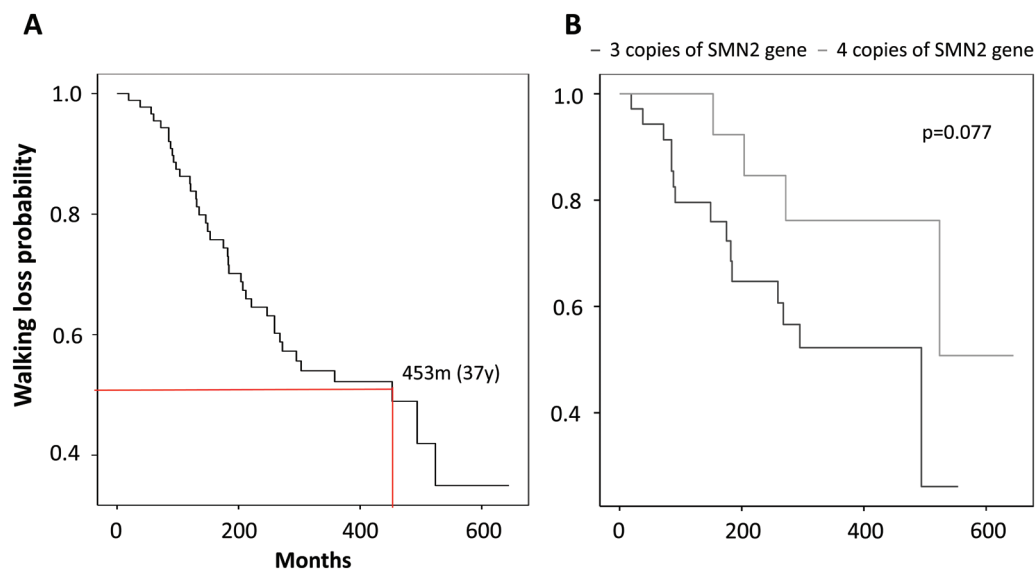 A
Walking loss probability
1.0
0.8
0.6
0.4
453m (37y)
0
200
400
600
Months
B
3 copies of SMN2 gene
4 copies of SMN2 gene
1.0
0.8
0.6
0.4
p=0.077
0
200
400
600